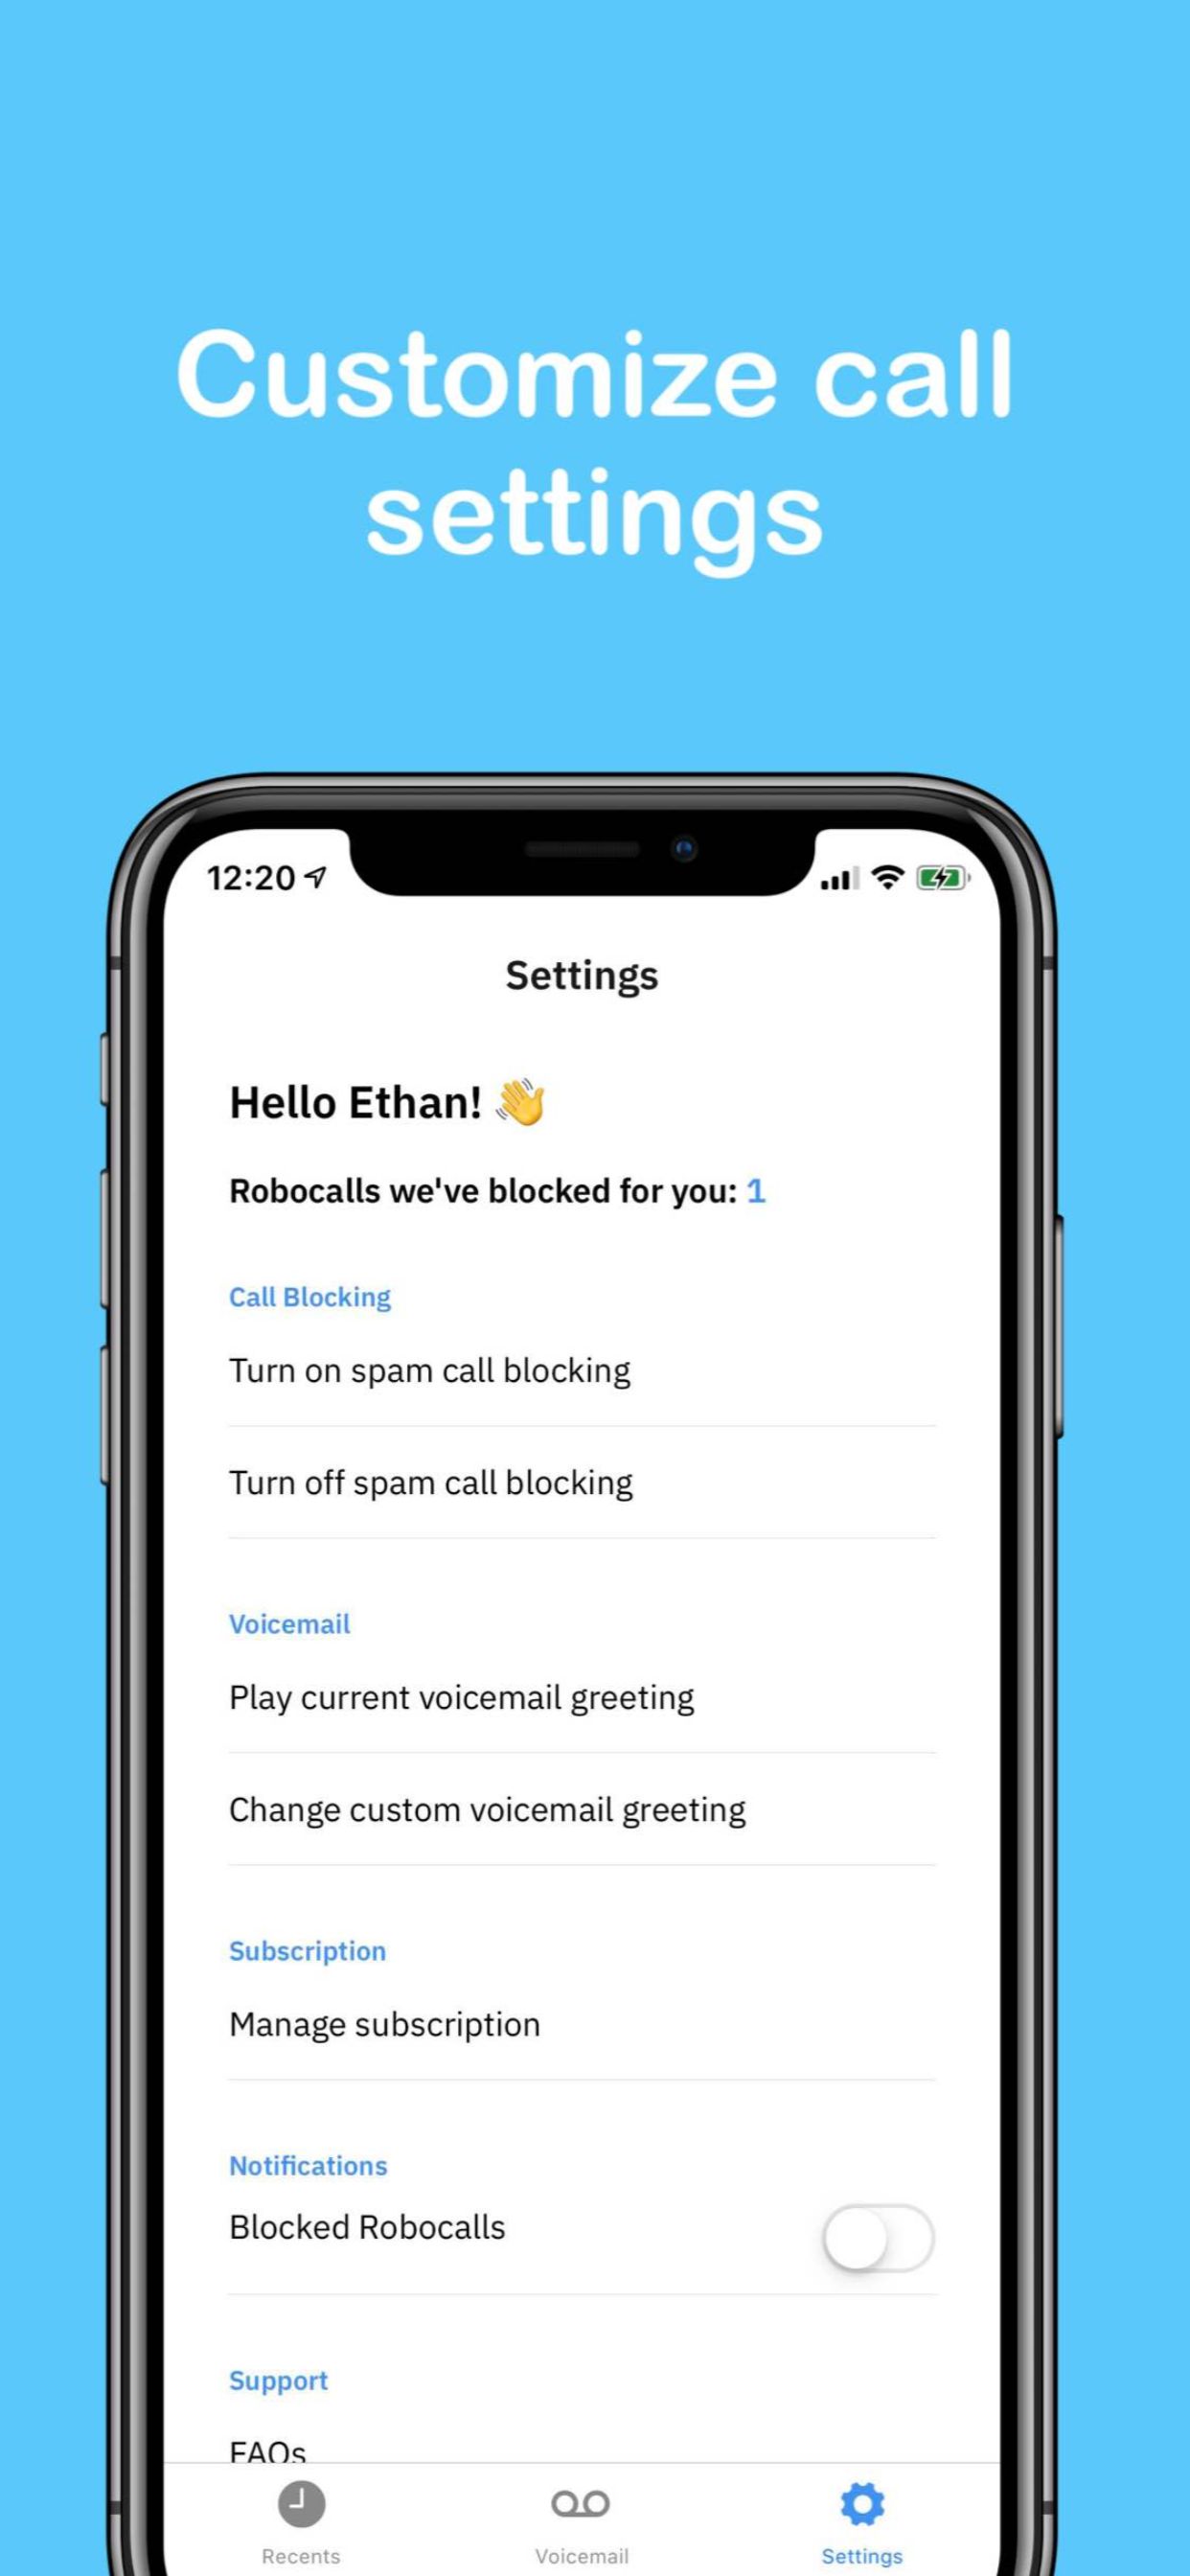 Customize call
settings
12:20
Settings
Hello Ethan! 👋
Robocalls we've blocked for you: 1
Call Blocking
Turn on spam call blocking
Turn off spam call blocking
Voicemail
Play current voicemail greeting
Change custom voicemail greeting
Subscription
Manage subscription
Notifications
Blocked Robocalls
Support
FAQs
Recents
Voicemail
Settings